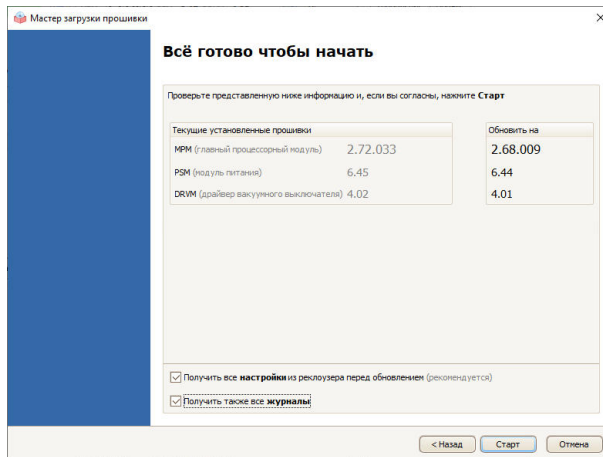 Мастер загрузки прошивки
Всё готово чтобы начать
Проверьте представленную ниже информацию и, если вы согласны, нажмите Старт
Текущие установленные прошивки
Обновить на
MPM (главный процессорный модуль) 2.72.033
2.68.009
PSM (модуль питания) 6.45
6.44
DRVM (драйвер вакуумного выключателя) 4.02
4.01
Получить все настройки из реклоузера перед обновлением (рекомендуется)
Получить также все журналы
< Назад
Старт
Отмена